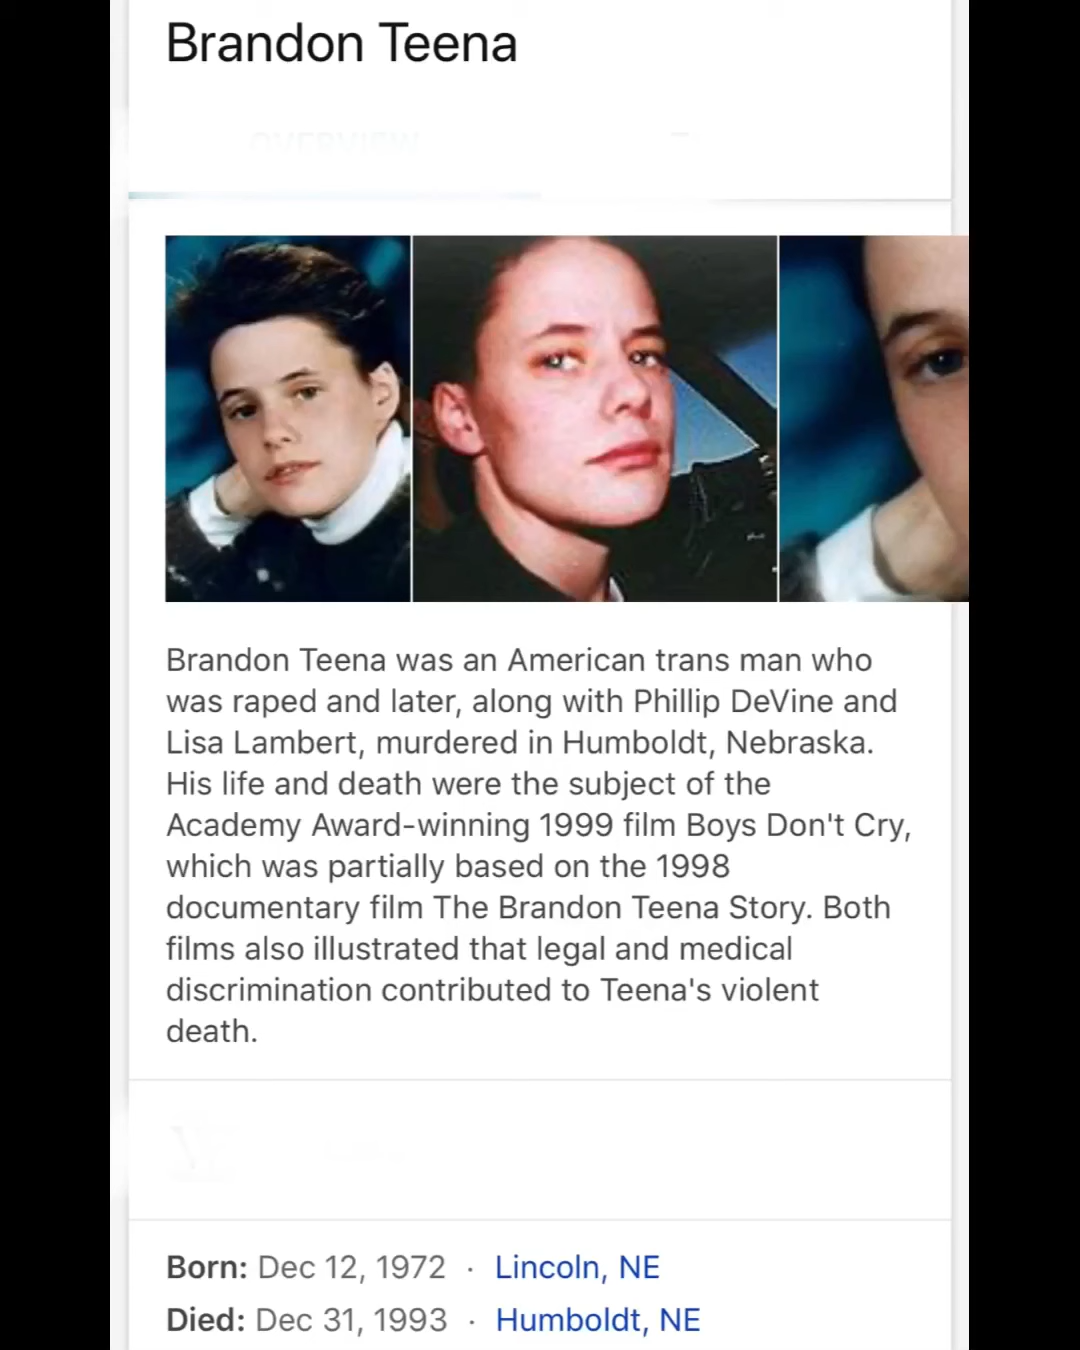 Brandon Teena
OVERVIEW
Brandon Teena was an American trans man who
was raped and later, along with Phillip DeVine and
Lisa Lambert, murdered in Humboldt, Nebraska.
His life and death were the subject of the
Academy Award-winning 1999 film Boys Don't Cry,
which was partially based on the 1998
documentary film The Brandon Teena Story. Both
films also illustrated that legal and medical
discrimination contributed to Teena's violent
death.
Born: Dec 12, 1972 · Lincoln, NE
Died: Dec 31, 1993 · Humboldt, NE